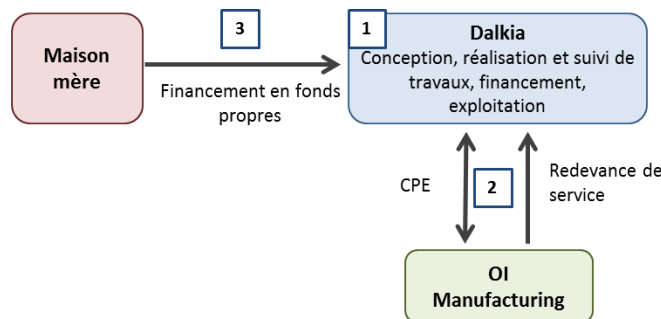 Maison
mère
3
Financement en fonds
propres
1
Dalkia
Conception, réalisation et suivi de
travaux, financement,
exploitation
CPE
2
Redevance de
service
OI
Manufacturing